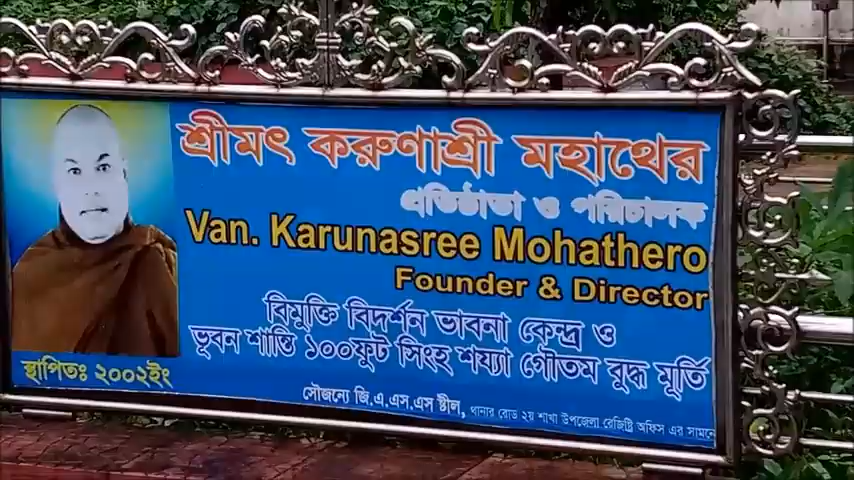 শ্রীমৎ করুণাশ্রী মহাথের
প্রতিষ্ঠাতা ও পরিচালক
Van. Karunasree Mohathero
Founder & Director
বিমুক্তি বিদর্শন ভাবনা কেন্দ্র ও
ভূবন শান্তি ১০০ফুট সিংহ শয্যা গৌতম বুদ্ধ মূর্তি
স্থাপিতঃ ২০০২ইং
সৌজন্যে জি.এ.এস.এস স্টীল, থানার রোড ২য় শাখা উপজেলা রেজিষ্ট্রি অফিস এর সামনে